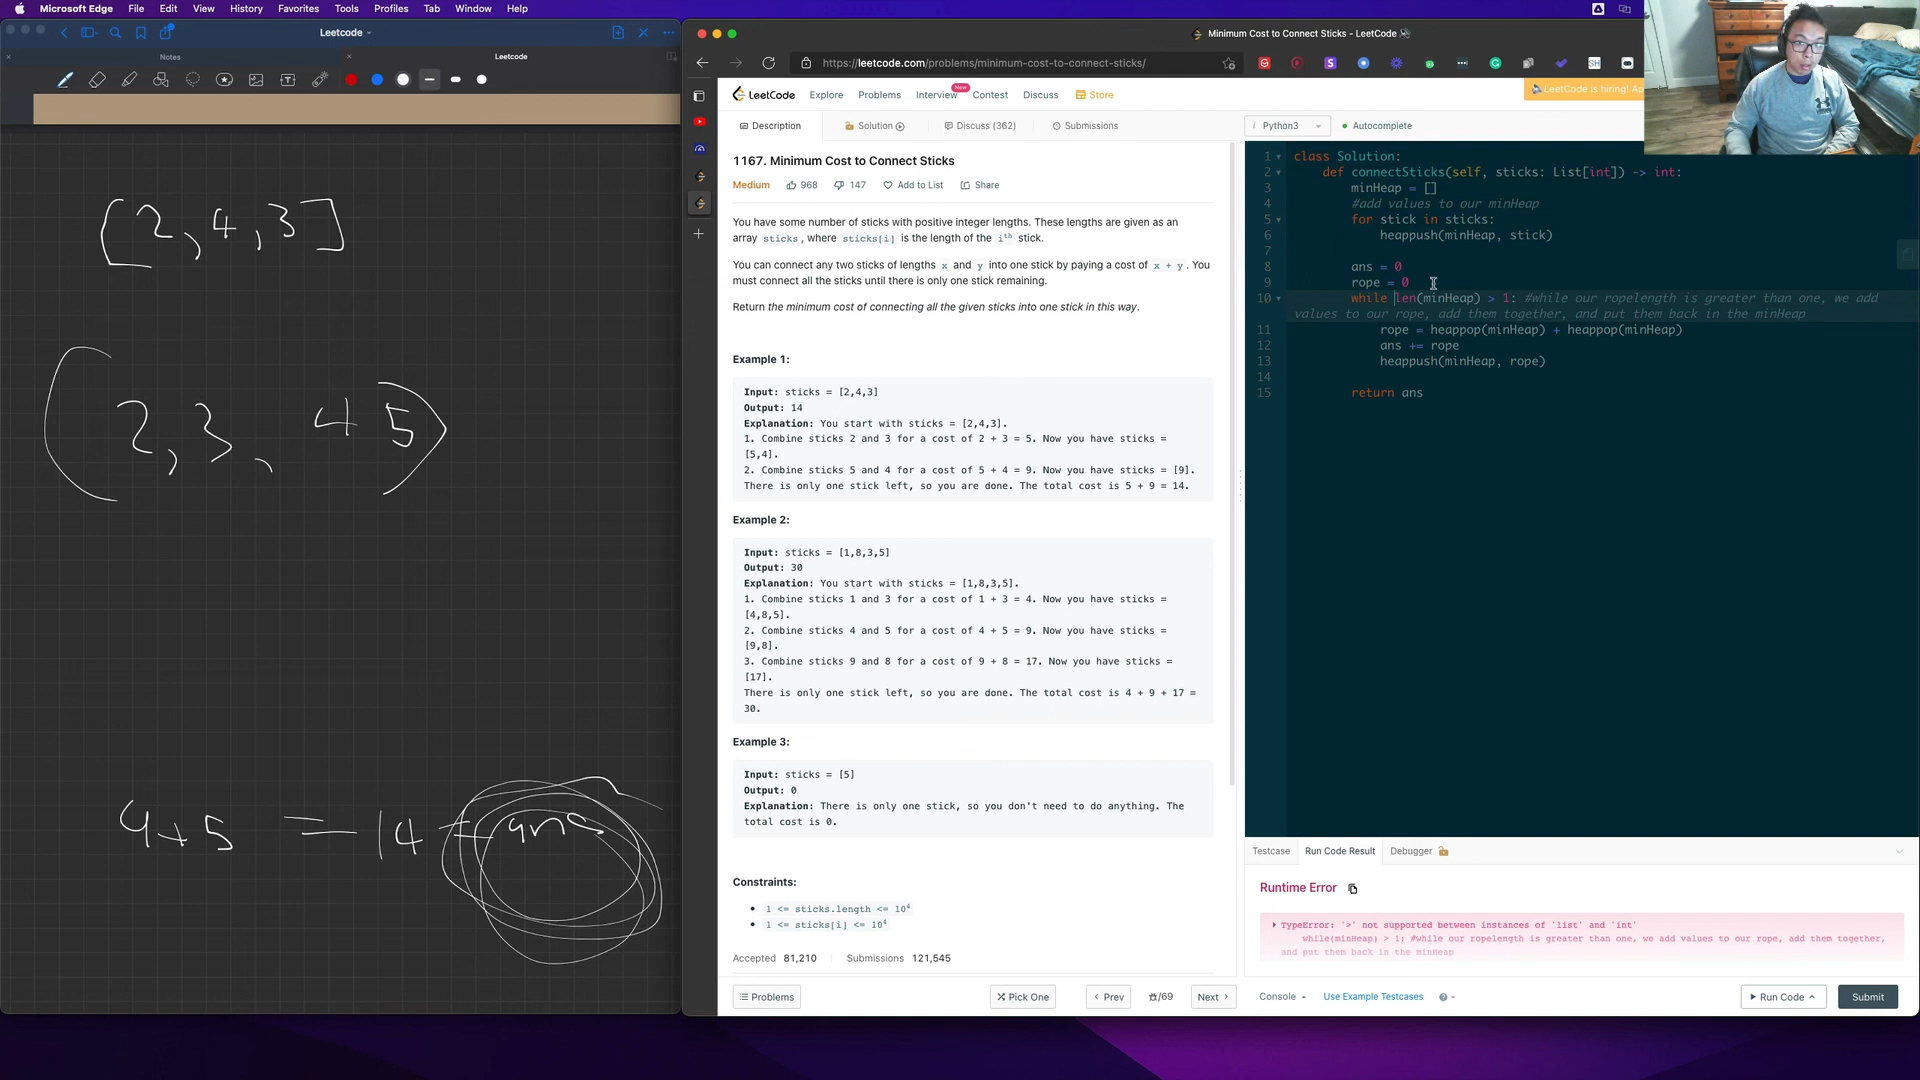 Microsoft Edge File Edit View History Favorites Tools Profiles Tab Window Help
Leetcode
Notes
Leetcode
[2,4,3]
(2,3, 4 5)
4+5 = 14 = ans
Minimum Cost to Connect Sticks - LeetCode
https://leetcode.com/problems/minimum-cost-to-connect-sticks/
LeetCode Explore Problems Interview New Contest Discuss Store
LeetCode is hiring!
Description Solution Discuss (362) Submissions
1167. Minimum Cost to Connect Sticks
Medium 968 147 Add to List Share
You have some number of sticks with positive integer lengths. These lengths are given as an
array sticks, where sticks[i] is the length of the ith stick.
You can connect any two sticks of lengths x and y into one stick by paying a cost of x + y. You
must connect all the sticks until there is only one stick remaining.
Return the minimum cost of connecting all the given sticks into one stick in this way.
Example 1:
Input: sticks = [2,4,3]
Output: 14
Explanation: You start with sticks = [2,4,3].
1. Combine sticks 2 and 3 for a cost of 2 + 3 = 5. Now you have sticks =
[5,4].
2. Combine sticks 5 and 4 for a cost of 5 + 4 = 9. Now you have sticks = [9].
There is only one stick left, so you are done. The total cost is 5 + 9 = 14.
Example 2:
Input: sticks = [1,8,3,5]
Output: 30
Explanation: You start with sticks = [1,8,3,5].
1. Combine sticks 1 and 3 for a cost of 1 + 3 = 4. Now you have sticks =
[4,8,5].
2. Combine sticks 4 and 5 for a cost of 4 + 5 = 9. Now you have sticks =
[9,8].
3. Combine sticks 9 and 8 for a cost of 9 + 8 = 17. Now you have sticks =
[17].
There is only one stick left, so you are done. The total cost is 4 + 9 + 17 =
30.
Example 3:
Input: sticks = [5]
Output: 0
Explanation: There is only one stick, so you don't need to do anything. The
total cost is 0.
Constraints:
1 <= sticks.length <= 10⁴
1 <= sticks[i] <= 10⁴
Accepted 81,210 Submissions 121,545
Problems Pick One Prev /69 Next
Python3 Autocomplete
1 class Solution:
2 def connectSticks(self, sticks: List[int]) -> int:
3 minHeap = []
4 #add values to our minHeap
5 for stick in sticks:
6 heappush(minHeap, stick)
7
8 ans = 0
9 rope = 0
10 while len(minHeap) > 1: #while our ropelength is greater than one, we add
values to our rope, add them together, and put them back in the minHeap
11 rope = heappop(minHeap) + heappop(minHeap)
12 ans += rope
13 heappush(minHeap, rope)
14
15 return ans
Testcase Run Code Result Debugger
Runtime Error
TypeError: '>' not supported between instances of 'list' and 'int'
while(minHeap) > 1: #while our ropelength is greater than one, we add values to our rope, add them together,
and put them back in the minHeap
Console Use Example Testcases Run Code Submit